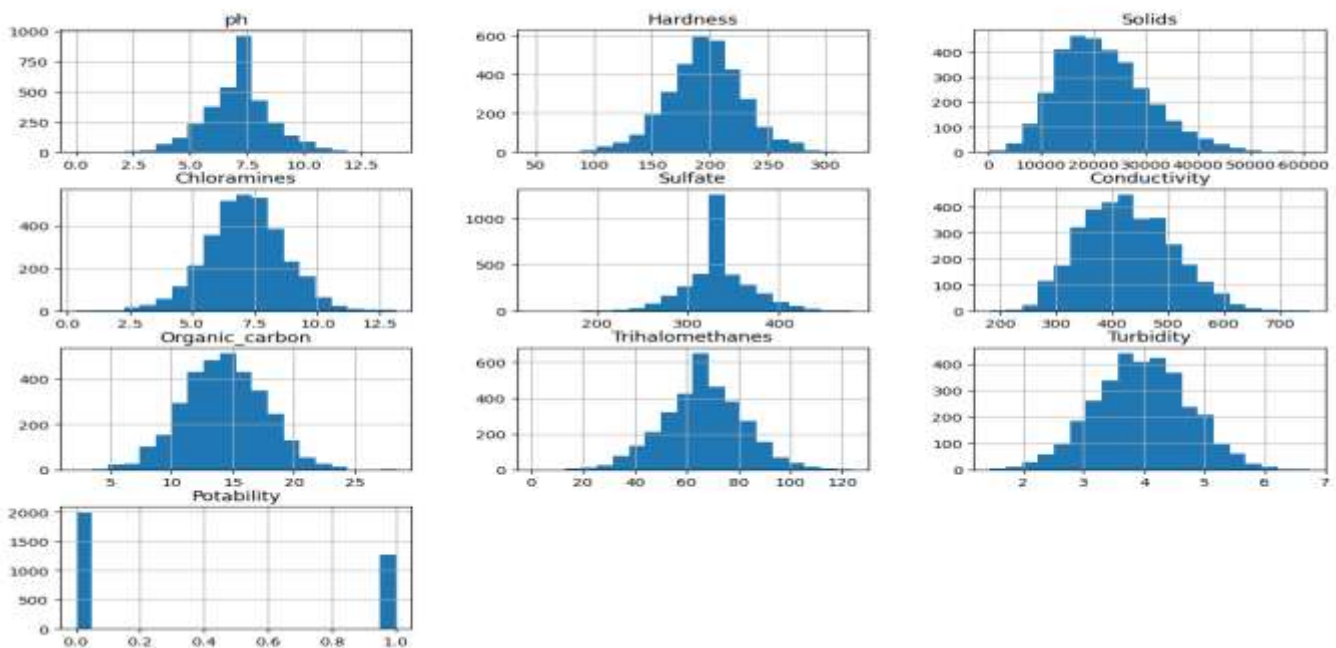 ph
1000
750
500
250
0
0.0 2.5 5.0 7.5 10.0 12.5
Hardness
600
400
200
0
50 100 150 200 250 300
Solids
400
300
200
100
0
0 10000 20000 30000 40000 50000 60000
Chloramines
400
200
0
0.0 2.5 5.0 7.5 10.0 12.5
Sulfate
1000
500
0
200 300 400
Conductivity
400
300
200
100
0
200 300 400 500 600 700
Organic_carbon
400
200
0
5 10 15 20 25
Trihalomethanes
600
400
200
0
0 20 40 60 80 100 120
Turbidity
400
300
200
100
0
2 3 4 5 6 7
Potability
2000
1500
1000
500
0
0.0 0.2 0.4 0.6 0.8 1.0